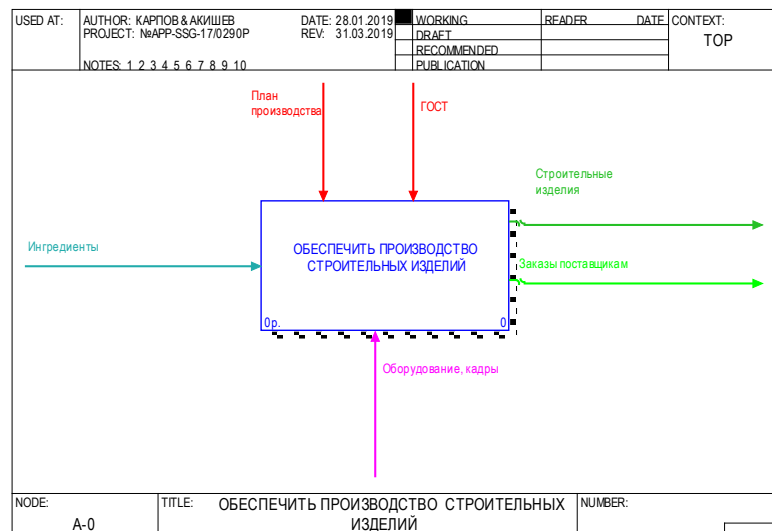 USED AT:
AUTHOR: КАРПОВ & АКИШЕВ
DATE: 28.01.2019
WORKING
READER
DATE
CONTEXT:
PROJECT: №APP-SSG-17/0290P
REV: 31.03.2019
DRAFT
TOP
RECOMMENDED
NOTES: 1 2 3 4 5 6 7 8 9 10
PUBLICATION
План
производства
ГОСТ
Строительные
изделия
Ингредиенты
ОБЕСПЕЧИТЬ ПРОИЗВОДСТВО
СТРОИТЕЛЬНЫХ ИЗДЕЛИЙ
Заказы поставщикам
0р.
0
Оборудование, кадры
NODE:
TITLE:
ОБЕСПЕЧИТЬ ПРОИЗВОДСТВО СТРОИТЕЛЬНЫХ
NUMBER:
A-0
ИЗДЕЛИЙ